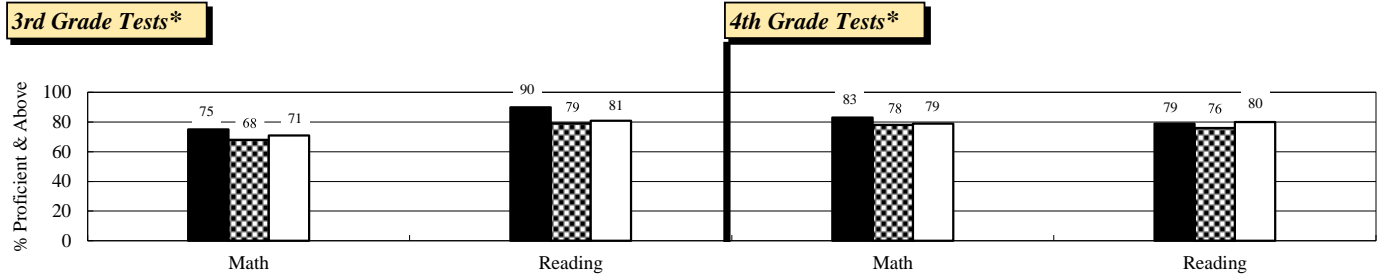 3rd Grade Tests*
4th Grade Tests*
% Proficient & Above
100
80
60
40
20
0
75
68
71
90
79
81
83
78
79
79
76
80
Math
Reading
Math
Reading